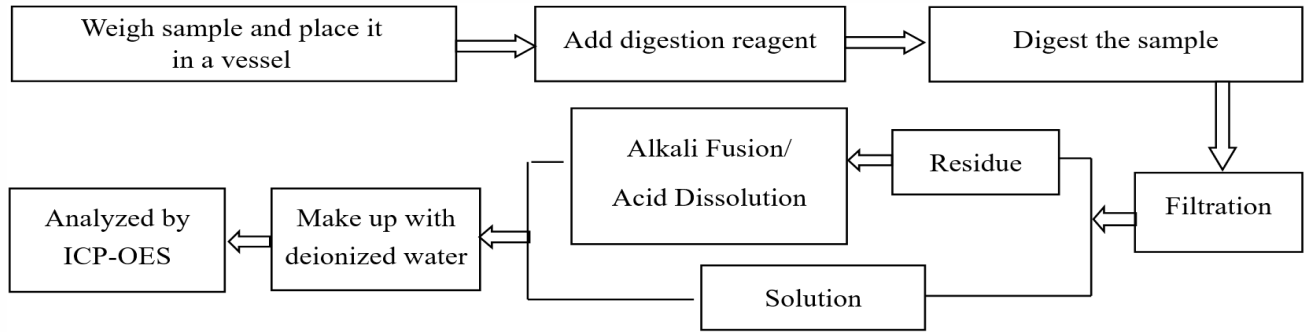 Weigh sample and place it
in a vessel
Add digestion reagent
Digest the sample
Filtration
Residue
Alkali Fusion/
Acid Dissolution
Solution
Make up with
deionized water
Analyzed by
ICP-OES